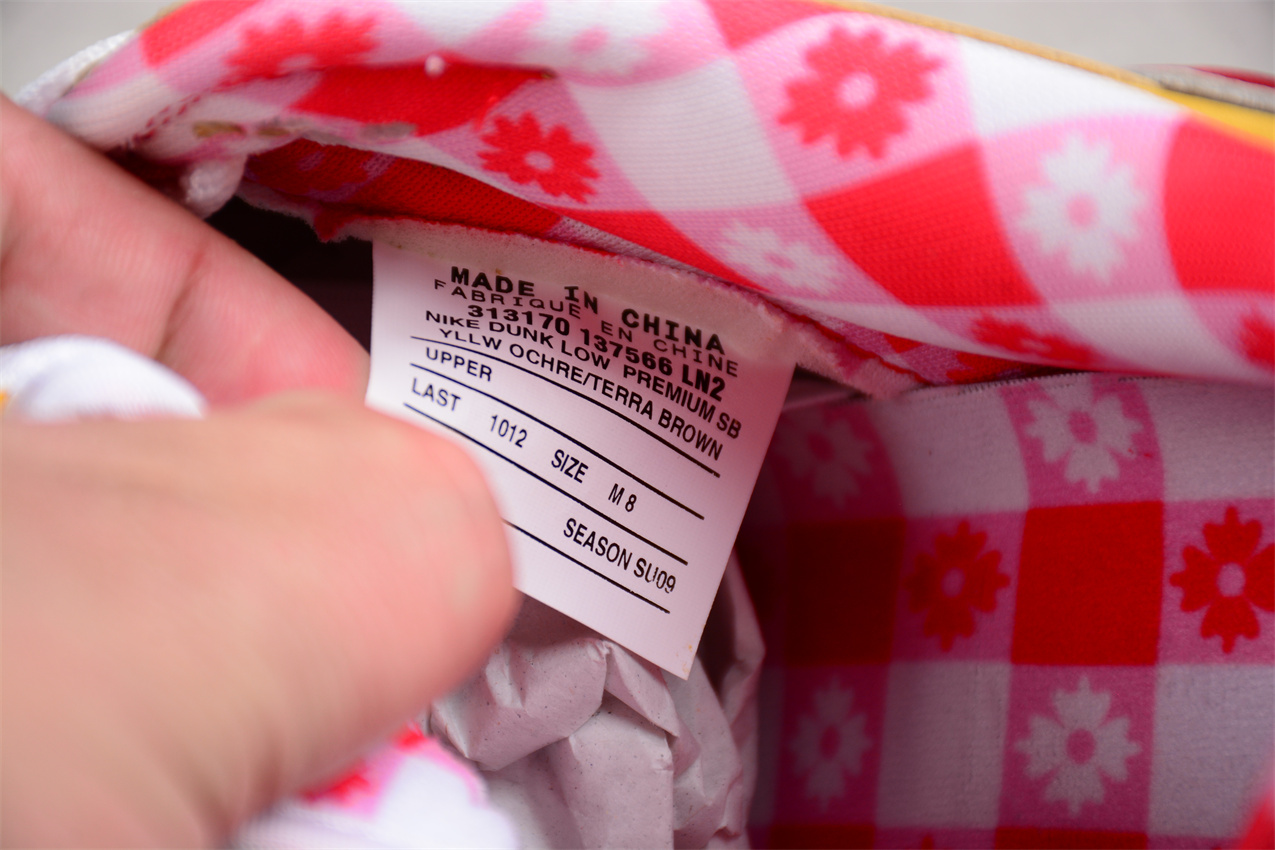 MADE IN CHINA
FABRIQUE EN CHINE
313170 137566 LN2
NIKE DUNK LOW PREMIUM SB
YLLW OCHRE/TERRA BROWN
UPPER
LAST 1012 SIZE M 8
SEASON SU09